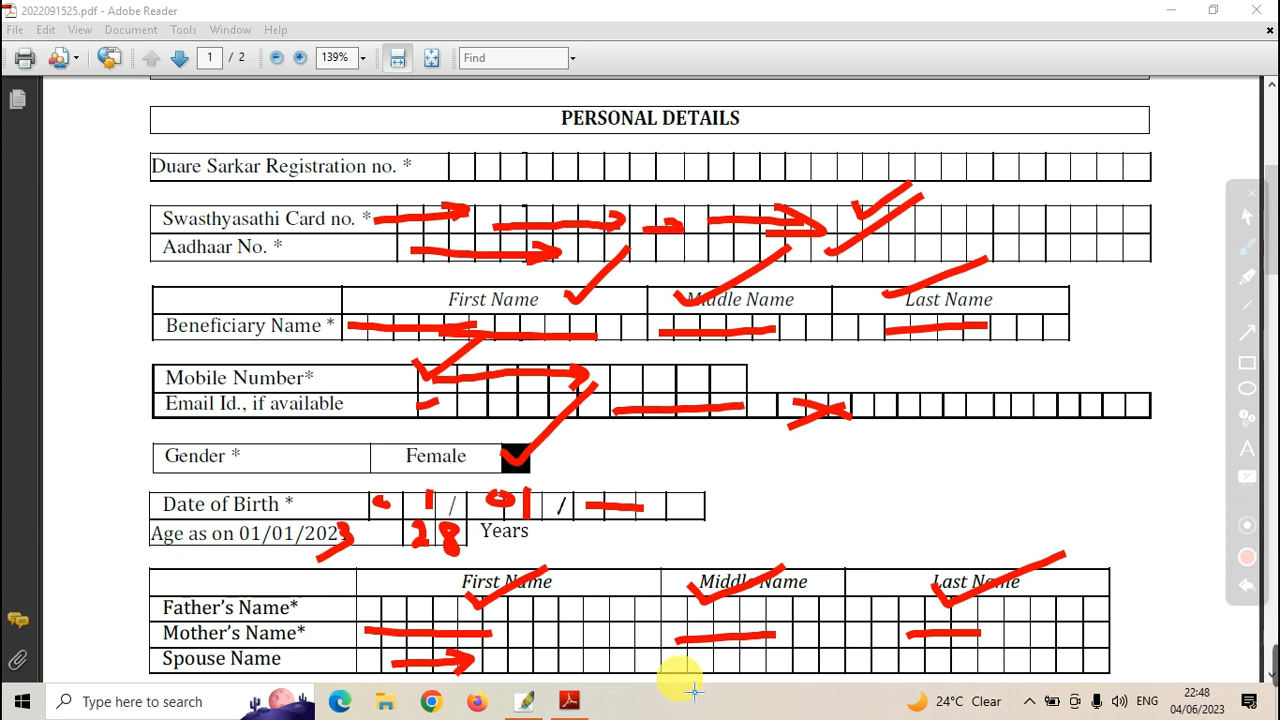 2022091525.pdf - Adobe Reader
File Edit View Document Tools Window Help
1 / 2 139% Find
PERSONAL DETAILS
Duare Sarkar Registration no. *
Swasthyasathi Card no. *
Aadhaar No. *
First Name Middle Name Last Name
Beneficiary Name *
Mobile Number*
Email Id., if available
Gender * Female
Date of Birth * 01/01/
Age as on 01/01/2023 28 Years
First Name Middle Name Last Name
Father's Name*
Mother's Name*
Spouse Name
Type here to search 24°C Clear ENG 22:48
04/06/2023